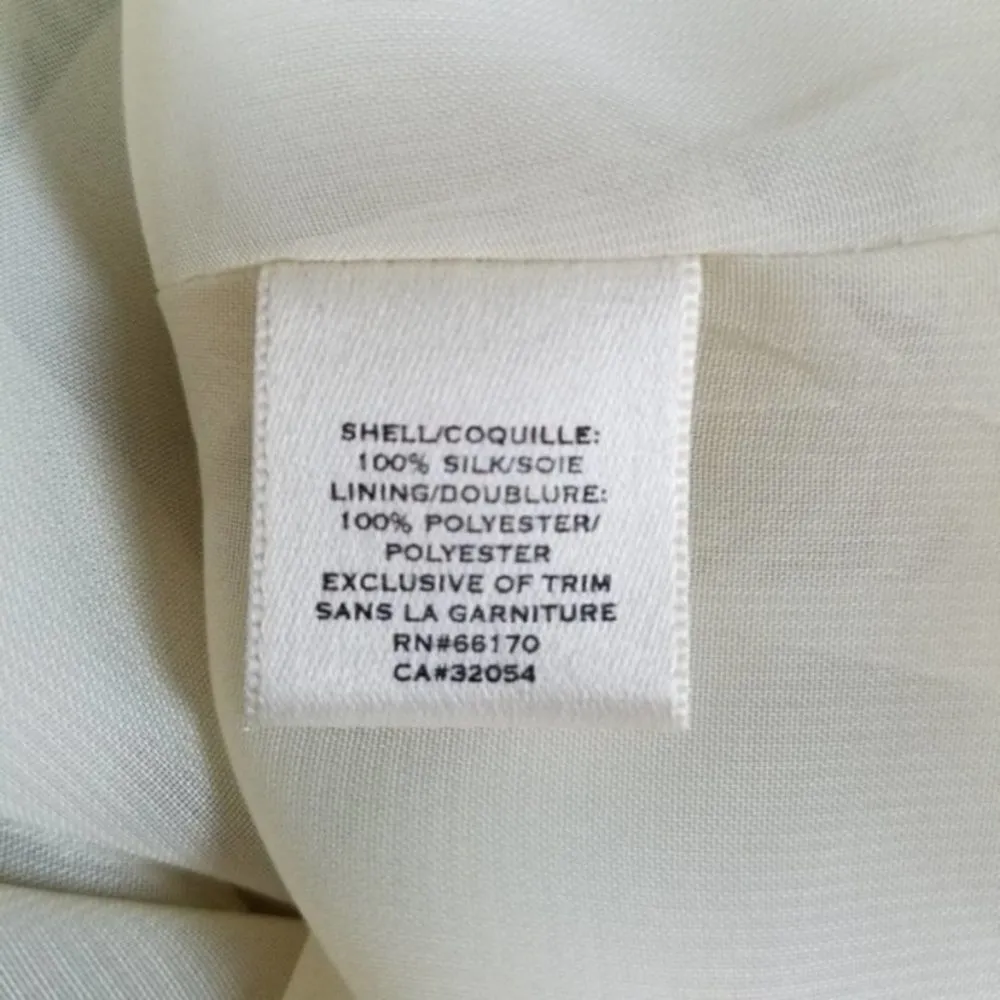 SHELL/COQUILLE:
100% SILK/SOIE
LINING/DOUBLURE:
100% POLYESTER/
POLYESTER
EXCLUSIVE OF TRIM
SANS LA GARNITURE
RN#66170
CA#32054